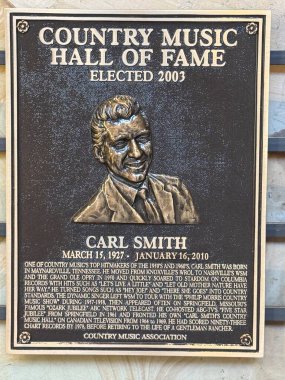 COUNTRY MUSIC
HALL OF FAME
ELECTED 2003
CARL SMITH
MARCH 15, 1927 - JANUARY 16, 2010
ONE OF COUNTRY MUSIC'S TOP HITMAKERS OF THE 1950'S AND 1960'S, CARL SMITH WAS BORN
IN MAYNARDVILLE, TENNESSEE. HE MOVED FROM KNOXVILLE'S WROL TO NASHVILLE'S WSM
AND THE GRAND OLE OPRY IN 1950 AND QUICKLY SOARED TO STARDOM ON COLUMBIA
RECORDS WITH HITS SUCH AS "LET'S LIVE A LITTLE" AND "LET OLD MOTHER NATURE HAVE
HER WAY." HE TURNED SONGS SUCH AS "HEY JOE!" AND "THERE SHE GOES" INTO COUNTRY
STANDARDS. THE DYNAMIC SINGER LEFT WSM TO TOUR WITH THE "PHILIP MORRIS COUNTRY
MUSIC SHOW" DURING 1957-1958, THEN APPEARED OFTEN ON SPRINGFIELD, MISSOURI'S
FAMOUS "OZARK JUBILEE" ABC NETWORK TELECAST. HE CO-HOSTED ABC-TV'S "FIVE STAR
JUBILEE" FROM SPRINGFIELD IN 1961 AND FRONTED HIS OWN "CARL SMITH'S COUNTRY
MUSIC HALL" ON CANADIAN TELEVISION FROM 1964 TO 1969. HE HAD SCORED NINETY-THREE
CHART RECORDS BY 1978, BEFORE RETIRING TO THE LIFE OF A GENTLEMAN RANCHER.
COUNTRY MUSIC ASSOCIATION